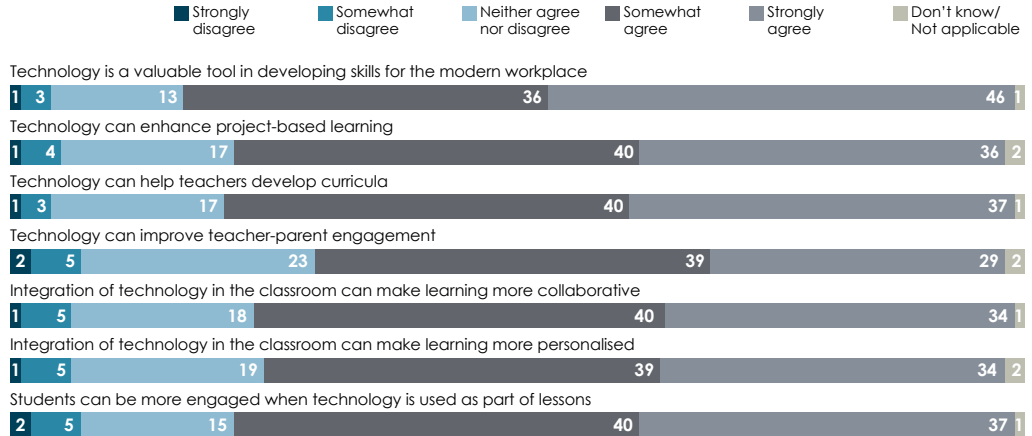 Strongly disagree
Somewhat disagree
Neither agree nor disagree
Somewhat agree
Strongly agree
Don't know/ Not applicable
Technology is a valuable tool in developing skills for the modern workplace
1 3 13 36 46 1
Technology can enhance project-based learning
1 4 17 40 36 2
Technology can help teachers develop curricula
1 3 17 40 37 1
Technology can improve teacher-parent engagement
2 5 23 39 29 2
Integration of technology in the classroom can make learning more collaborative
1 5 18 40 34 1
Integration of technology in the classroom can make learning more personalised
1 5 19 39 34 2
Students can be more engaged when technology is used as part of lessons
2 5 15 40 37 1